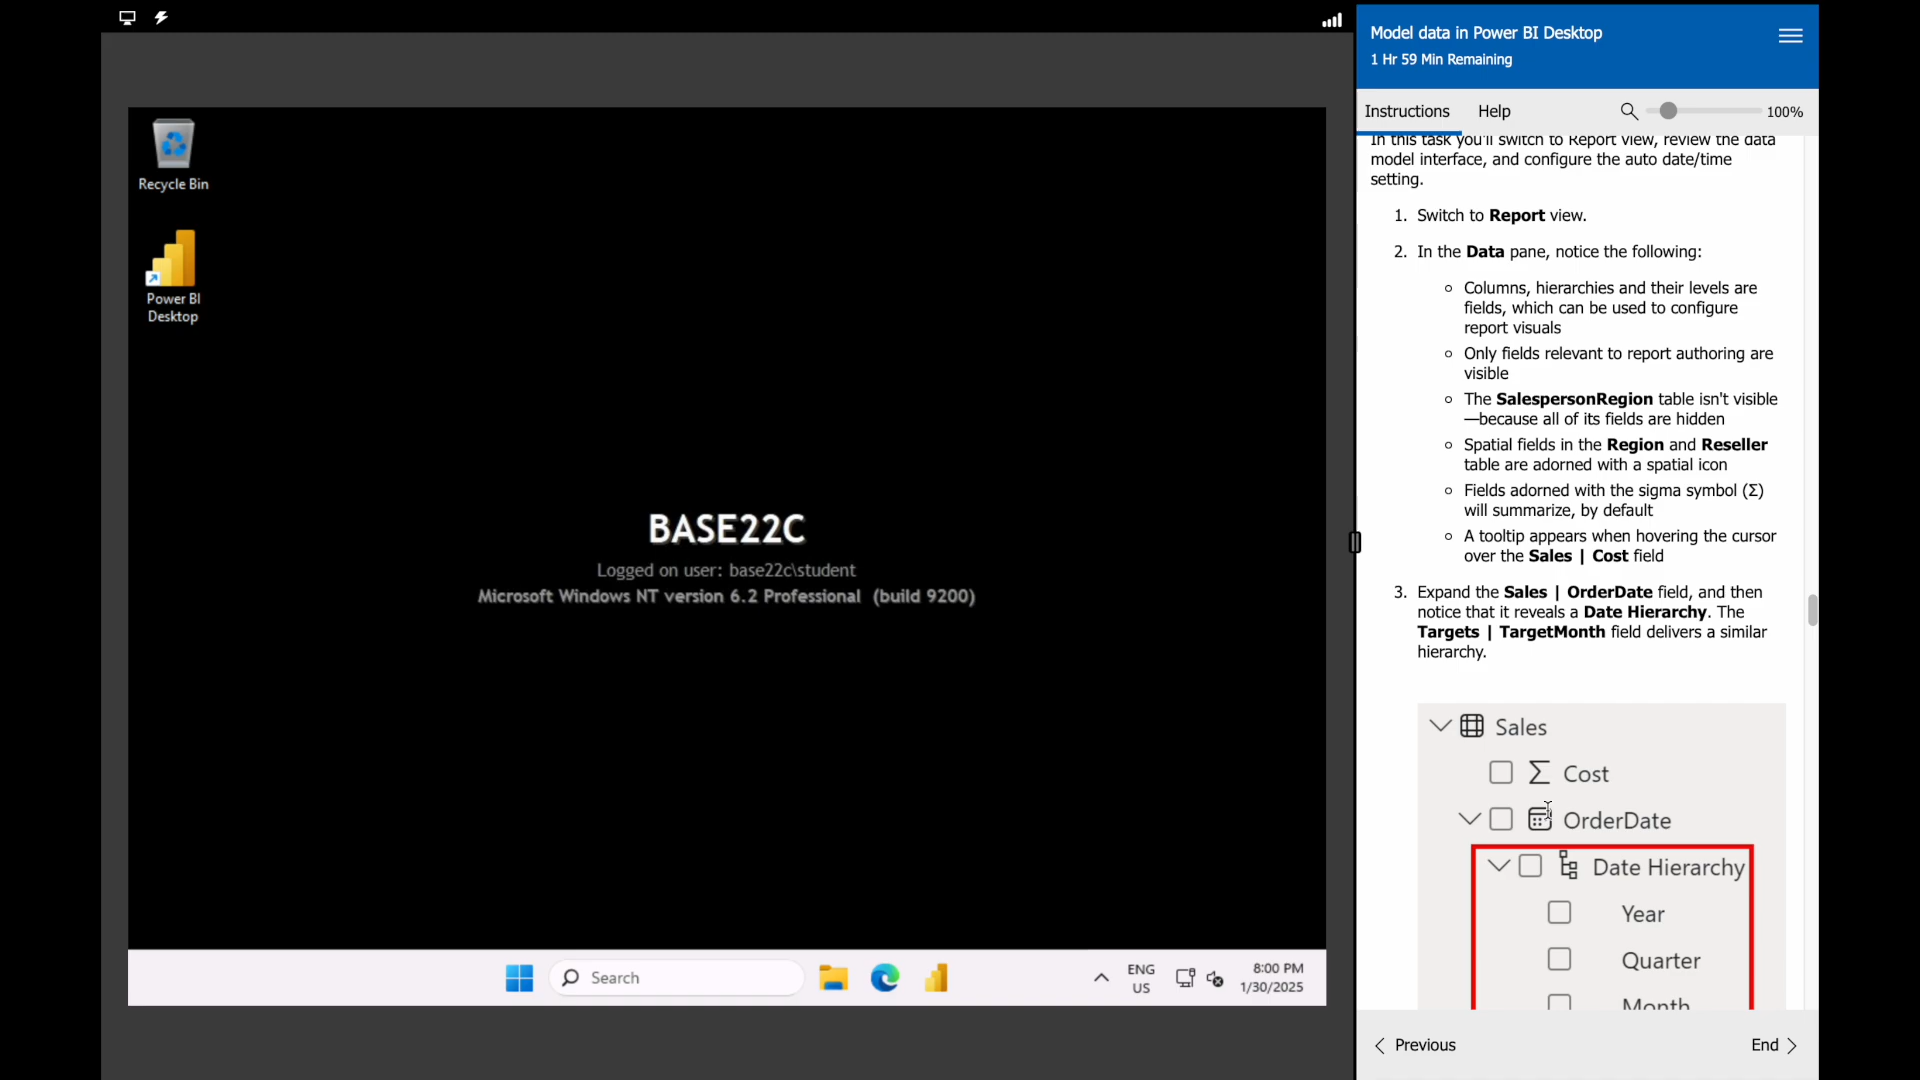 Recycle Bin
Power BI
Desktop
BASE22C
Logged on user: base22c\student
Microsoft Windows NT version 6.2 Professional (build 9200)
Search
ENG
US
8:00 PM
1/30/2025
Model data in Power BI Desktop
1 Hr 59 Min Remaining
Instructions
Help
100%
In this task you'll switch to Report view, review the data
model interface, and configure the auto date/time
setting.
1. Switch to Report view.
2. In the Data pane, notice the following:
Columns, hierarchies and their levels are
fields, which can be used to configure
report visuals
Only fields relevant to report authoring are
visible
The SalespersonRegion table isn't visible
—because all of its fields are hidden
Spatial fields in the Region and Reseller
table are adorned with a spatial icon
Fields adorned with the sigma symbol (Σ)
will summarize, by default
A tooltip appears when hovering the cursor
over the Sales | Cost field
3. Expand the Sales | OrderDate field, and then
notice that it reveals a Date Hierarchy. The
Targets | TargetMonth field delivers a similar
hierarchy.
Sales
Σ Cost
OrderDate
Date Hierarchy
Year
Quarter
Month
Previous
End